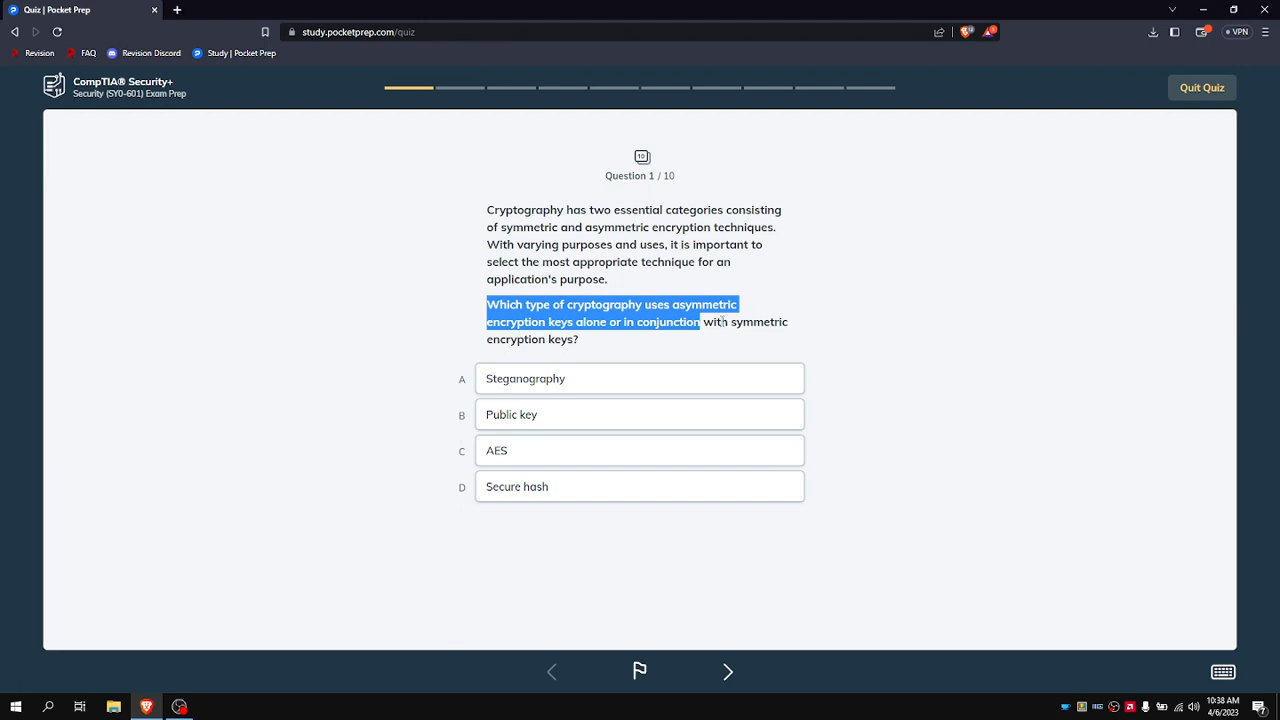 Quiz | Pocket Prep
study.pocketprep.com/quiz
VPN
Revision
FAQ
Revision Discord
Study | Pocket Prep
CompTIA® Security+
Security (SY0-601) Exam Prep
Quit Quiz
10
Question 1 / 10
Cryptography has two essential categories consisting
of symmetric and asymmetric encryption techniques.
With varying purposes and uses, it is important to
select the most appropriate technique for an
application's purpose.
Which type of cryptography uses asymmetric
encryption keys alone or in conjunction with symmetric
encryption keys?
A Steganography
B Public key
C AES
D Secure hash
10:38 AM
4/6/2023